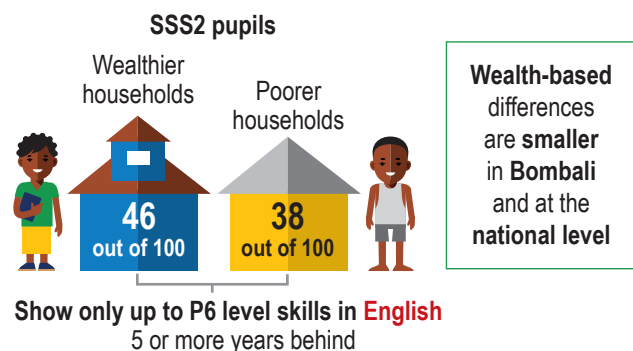 SSS2 pupils
Wealthier
households
46
out of 100
Poorer
households
38
out of 100
Show only up to P6 level skills in English
5 or more years behind
Wealth-based
differences
are smaller
in Bombali
and at the
national level